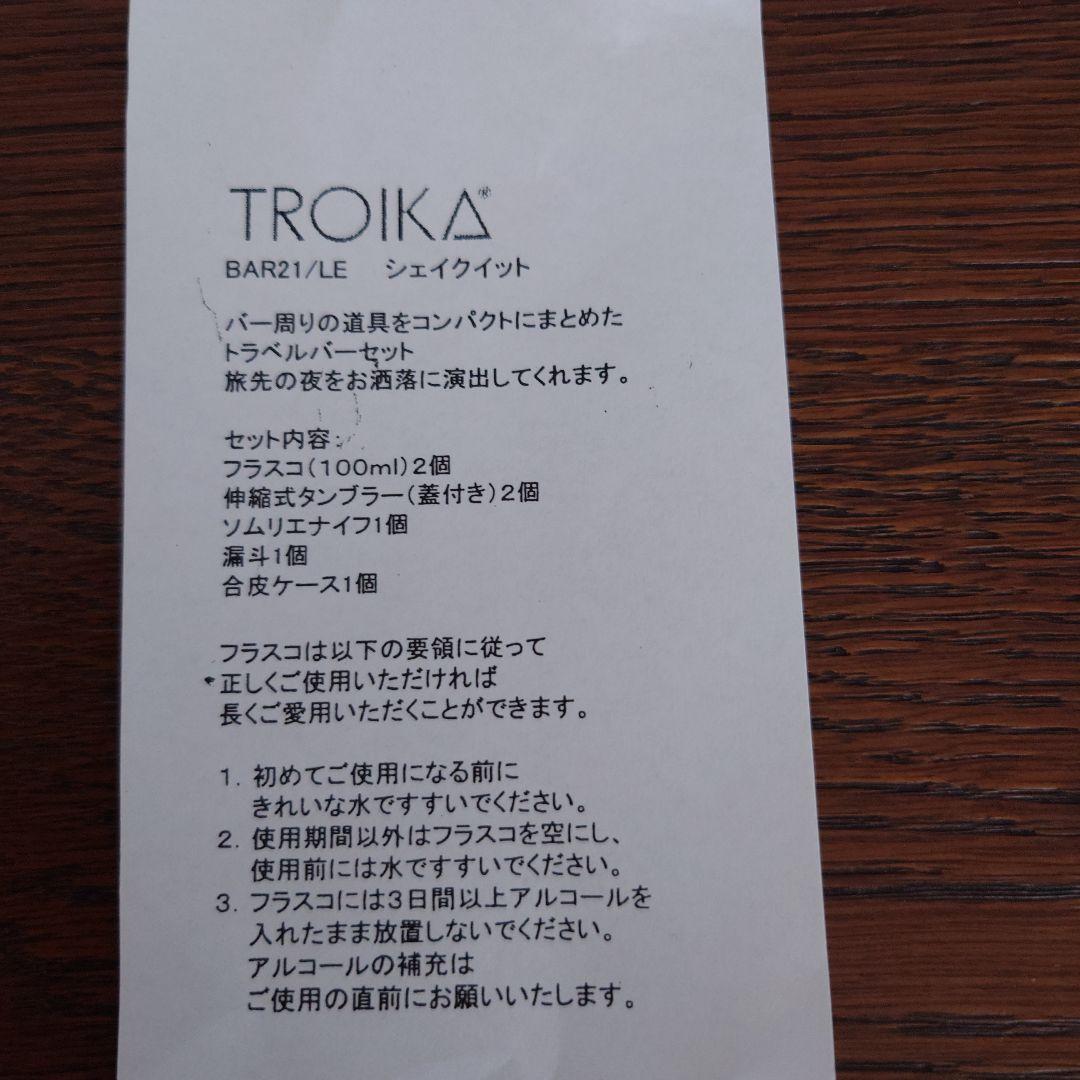 TROIKA®
BAR21/LE シェイクイット
バー周りの道具をコンパクトにまとめた
トラベルバーセット
旅先の夜をお洒落に演出してくれます。
セット内容:
フラスコ(100ml)2個
伸縮式タンブラー(蓋付き)2個
ソムリエナイフ1個
漏斗1個
合皮ケース1個
フラスコは以下の要領に従って
正しくご使用いただければ
長くご愛用いただくことができます。
1. 初めてご使用になる前に
きれいな水ですすいでください。
2. 使用期間以外はフラスコを空にし、
使用前には水ですすいでください。
3. フラスコには3日間以上アルコールを
入れたまま放置しないでください。
アルコールの補充は
ご使用の直前にお願いいたします。